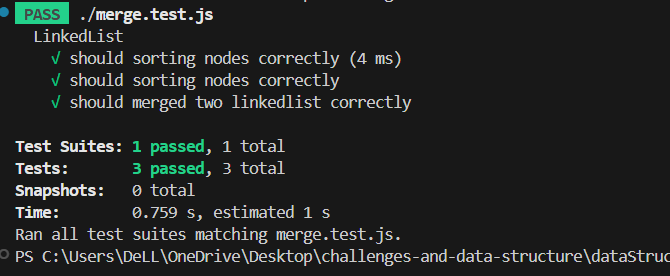 PASS ./merge.test.js
LinkedList
√ should sorting nodes correctly (4 ms)
√ should sorting nodes correctly
√ should merged two linkedlist correctly
Test Suites: 1 passed, 1 total
Tests: 3 passed, 3 total
Snapshots: 0 total
Time: 0.759 s, estimated 1 s
Ran all test suites matching merge.test.js.
PS C:\Users\DeLL\OneDrive\Desktop\challenges-and-data-structure\dataStruc